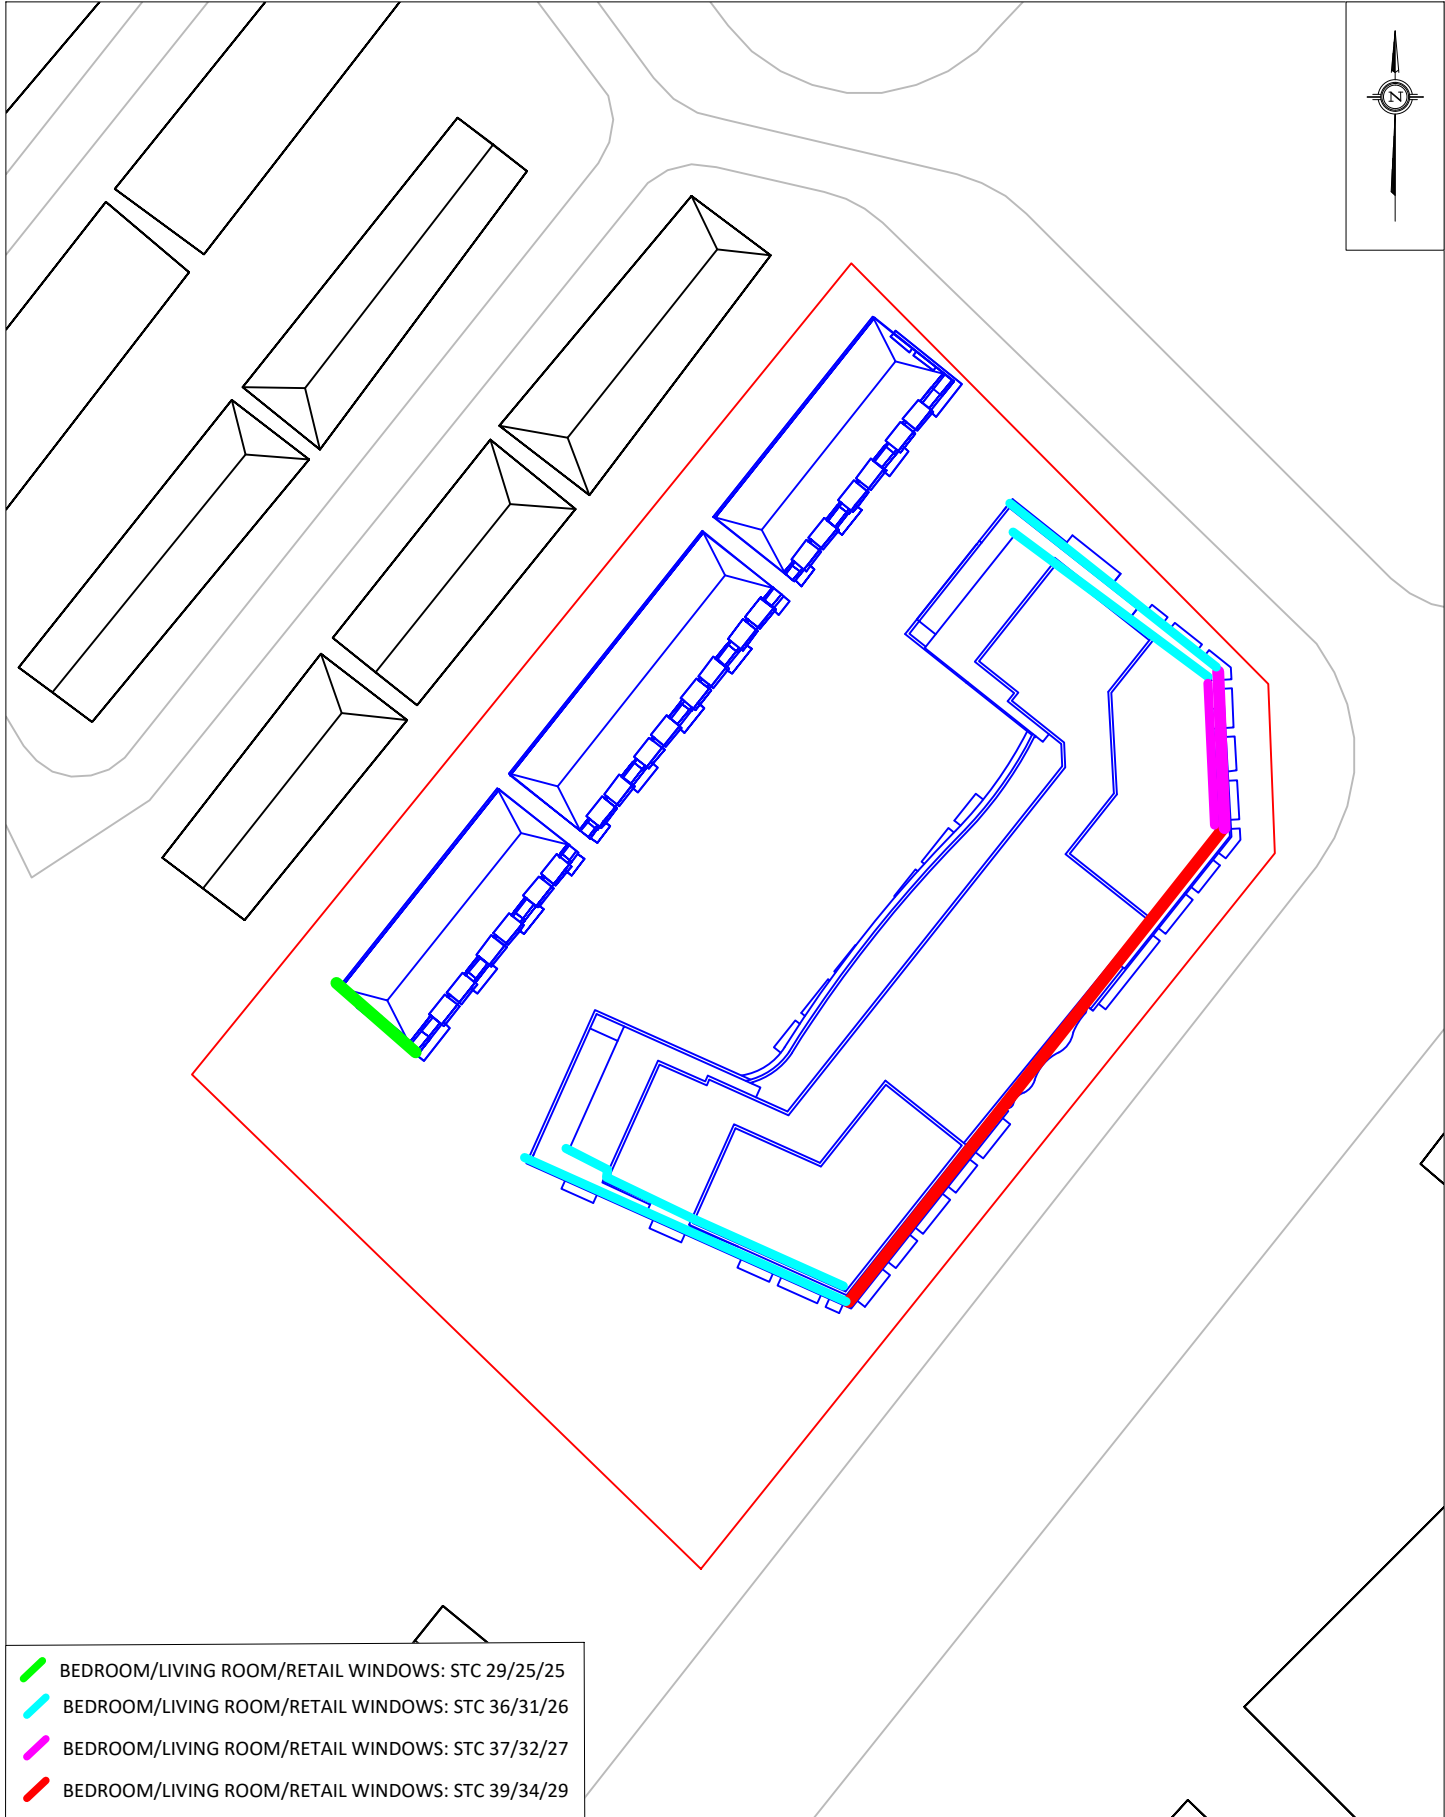 N
BEDROOM/LIVING ROOM/RETAIL WINDOWS: STC 29/25/25
BEDROOM/LIVING ROOM/RETAIL WINDOWS: STC 36/31/26
BEDROOM/LIVING ROOM/RETAIL WINDOWS: STC 37/32/27
BEDROOM/LIVING ROOM/RETAIL WINDOWS: STC 39/34/29